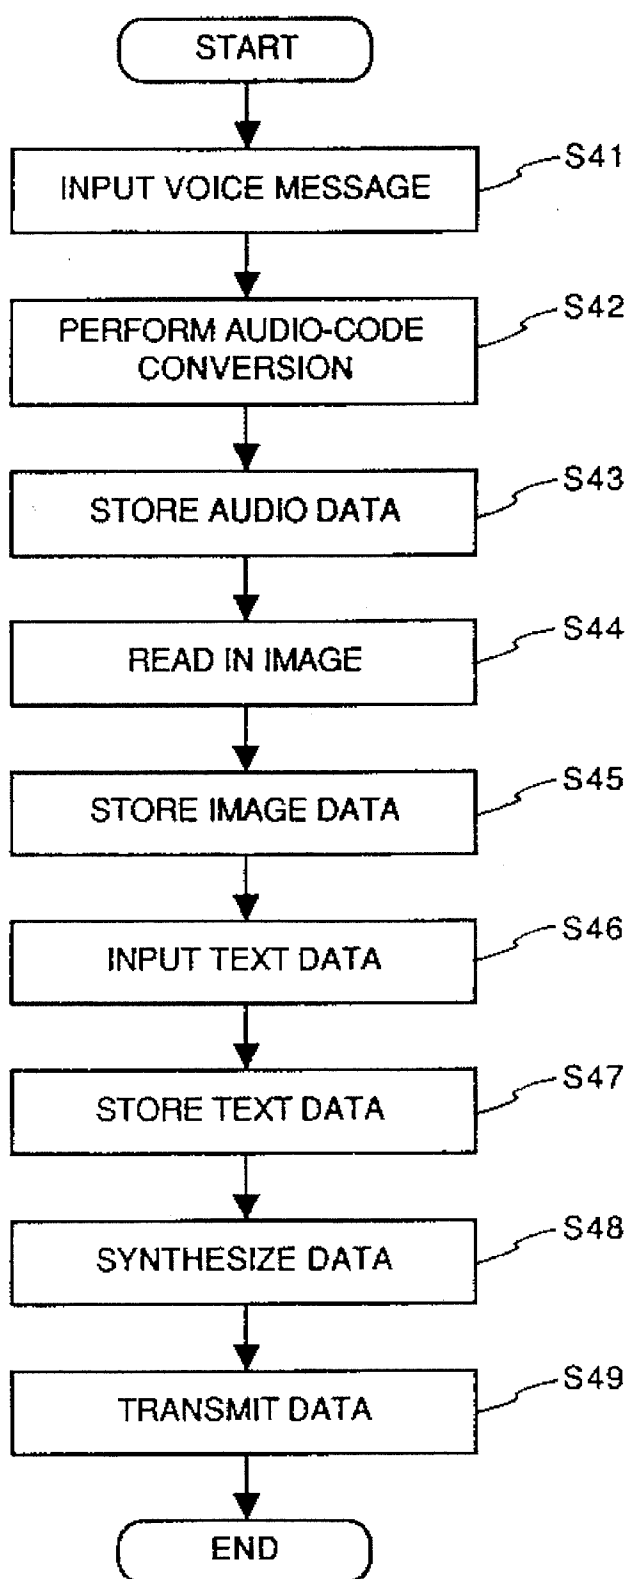 START
INPUT VOICE MESSAGE
S41
PERFORM AUDIO-CODE
CONVERSION
S42
STORE AUDIO DATA
S43
READ IN IMAGE
S44
STORE IMAGE DATA
S45
INPUT TEXT DATA
S46
STORE TEXT DATA
S47
SYNTHESIZE DATA
S48
TRANSMIT DATA
S49
END